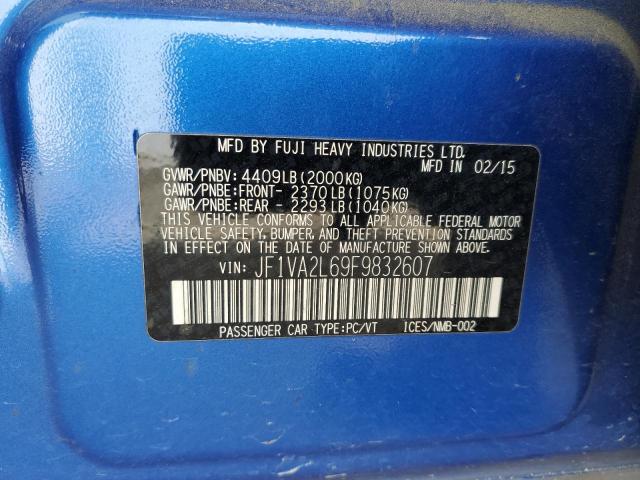 MFD BY FUJI HEAVY INDUSTRIES LTD.
MFD IN 02/15
GVWR/PNBV: 4409LB(2000KG)
GAWR/PNBE:FRONT- 2370LB(1075KG)
GAWR/PNBE:REAR - 2293LB(1040KG)
THIS VEHICLE CONFORMS TO ALL APPLICABLE FEDERAL MOTOR
VEHICLE SAFETY, BUMPER, AND THEFT PREVENTION STANDARDS
IN EFFECT ON THE DATE OF MANUFACTURE SHOWN ABOVE.
VIN: JF1VA2L69F9832607
PASSENGER CAR TYPE:PC/VT ICES/NMB-002